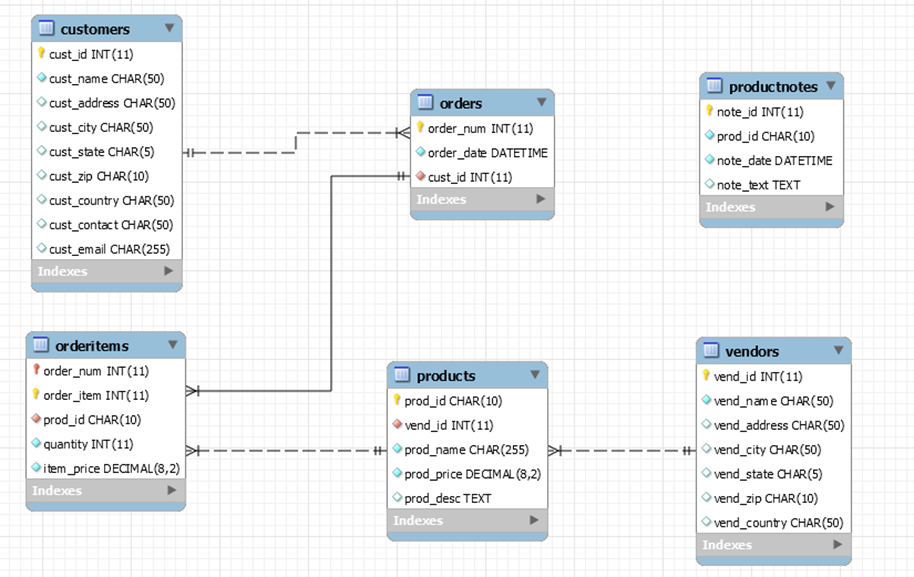 customers
cust_id INT(11)
cust_name CHAR(50)
cust_address CHAR(50)
cust_city CHAR(50)
cust_state CHAR(5)
cust_zip CHAR(10)
cust_country CHAR(50)
cust_contact CHAR(50)
cust_email CHAR(255)
Indexes
orders
order_num INT(11)
order_date DATETIME
cust_id INT(11)
Indexes
productnotes
note_id INT(11)
prod_id CHAR(10)
note_date DATETIME
note_text TEXT
Indexes
orderitems
order_num INT(11)
order_item INT(11)
prod_id CHAR(10)
quantity INT(11)
item_price DECIMAL(8,2)
Indexes
products
prod_id CHAR(10)
vend_id INT(11)
prod_name CHAR(255)
prod_price DECIMAL(8,2)
prod_desc TEXT
Indexes
vendors
vend_id INT(11)
vend_name CHAR(50)
vend_address CHAR(50)
vend_city CHAR(50)
vend_state CHAR(5)
vend_zip CHAR(10)
vend_country CHAR(50)
Indexes